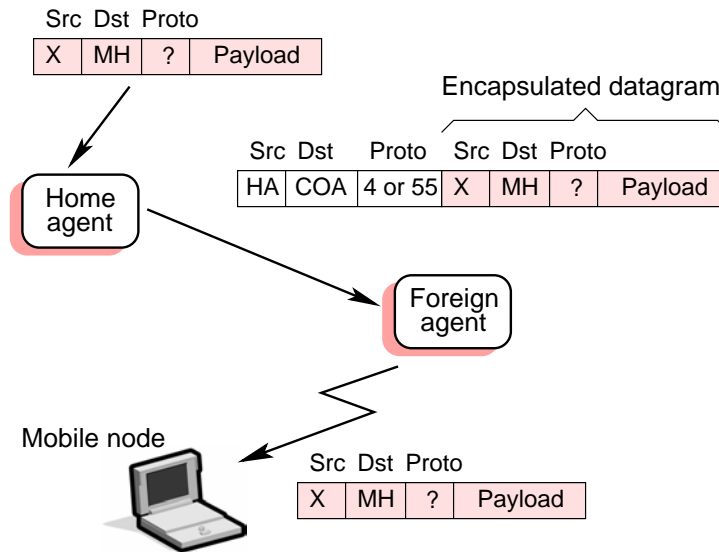 Src Dst Proto
X MH ? Payload
Encapsulated datagram
Src Dst Proto Src Dst Proto
HA COA 4 or 55 X MH ? Payload
Home
agent
Foreign
agent
Mobile node
Src Dst Proto
X MH ? Payload